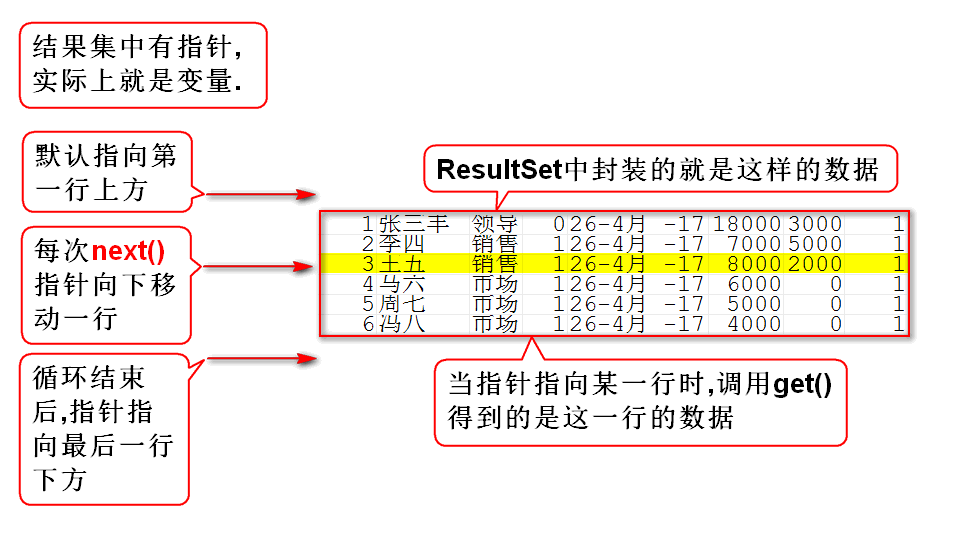 结果集中有指针,
实际上就是变量.
默认指向第
一行上方
ResultSet中封装的就是这样的数据
每次next()
指针向下移
动一行
1 张三丰 领导 0 26-4月 -17 18000 3000 1
2 李四 销售 1 26-4月 -17 7000 5000 1
3 王五 销售 1 26-4月 -17 8000 2000 1
4 马六 市场 1 26-4月 -17 6000 0 1
5 周七 市场 1 26-4月 -17 5000 0 1
6 冯八 市场 1 26-4月 -17 4000 0 1
循环结束
后,指针指
向最后一行
下方
当指针指向某一行时,调用get()
得到的是这一行的数据